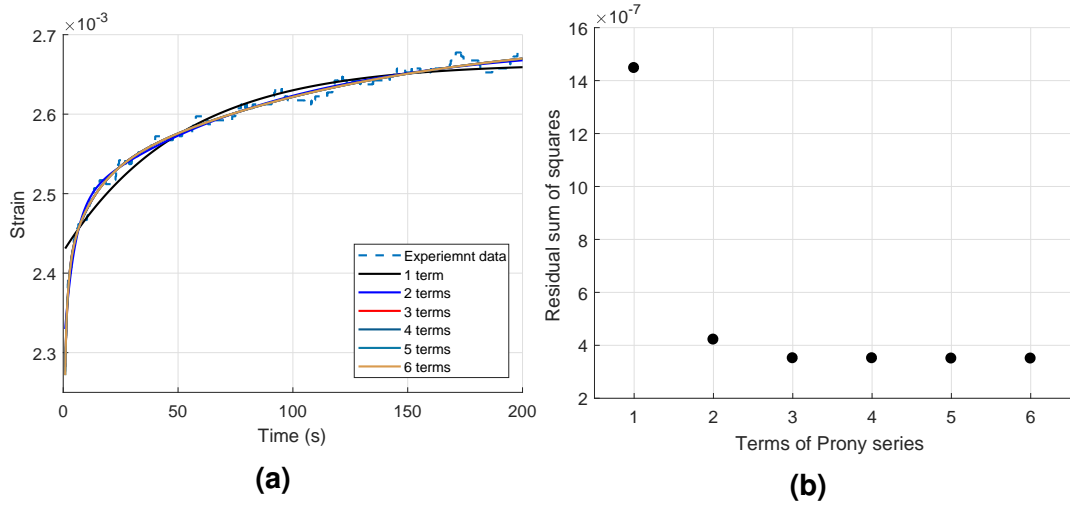 ×10⁻³
2.7
2.6
2.5
2.4
2.3
Strain
0
50
100
150
200
Time (s)
Experiemnt data
1 term
2 terms
3 terms
4 terms
5 terms
6 terms
(a)
×10⁻⁷
16
14
12
10
8
6
4
2
Residual sum of squares
1
2
3
4
5
6
Terms of Prony series
(b)